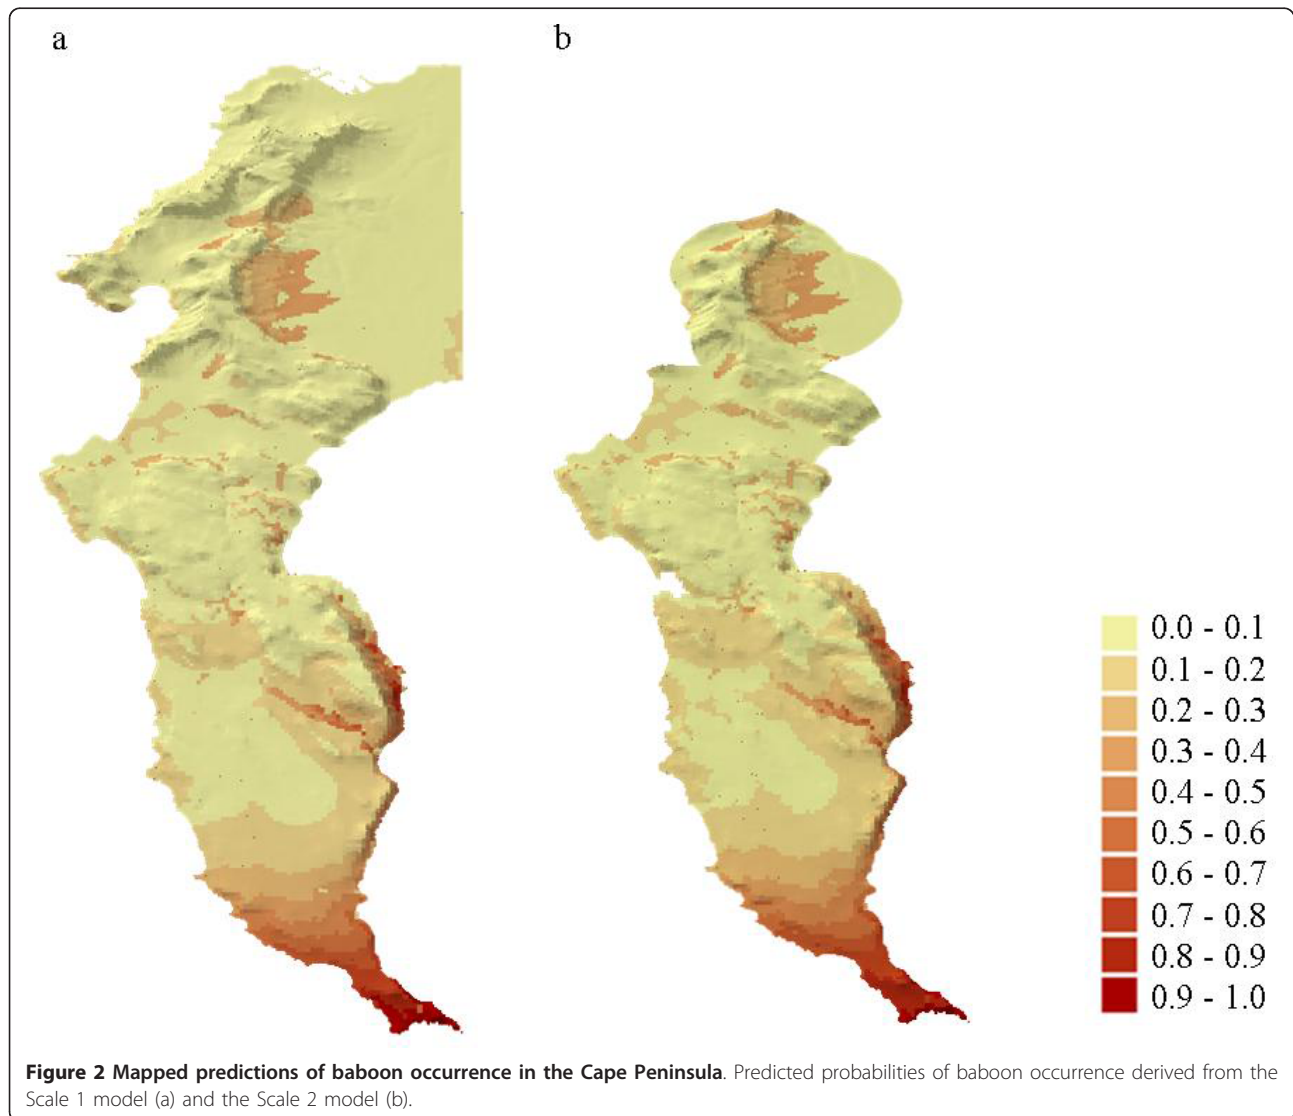 a
b
0.0 - 0.1
0.1 - 0.2
0.2 - 0.3
0.3 - 0.4
0.4 - 0.5
0.5 - 0.6
0.6 - 0.7
0.7 - 0.8
0.8 - 0.9
0.9 - 1.0
Figure 2 Mapped predictions of baboon occurrence in the Cape Peninsula. Predicted probabilities of baboon occurrence derived from the
Scale 1 model (a) and the Scale 2 model (b).